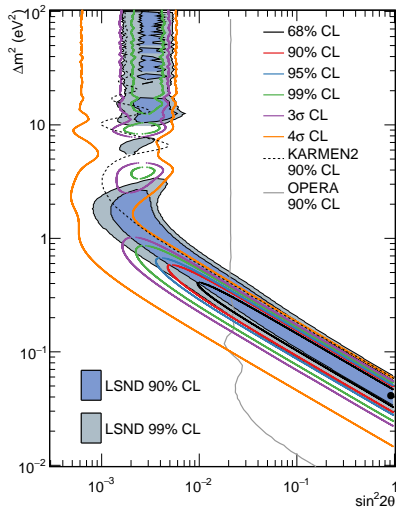 Δm² (eV²)
10²
10
1
10⁻¹
10⁻²
68% CL
90% CL
95% CL
99% CL
3σ CL
4σ CL
KARMEN2
90% CL
OPERA
90% CL
LSND 90% CL
LSND 99% CL
10⁻³
10⁻²
10⁻¹
1
sin²2θ